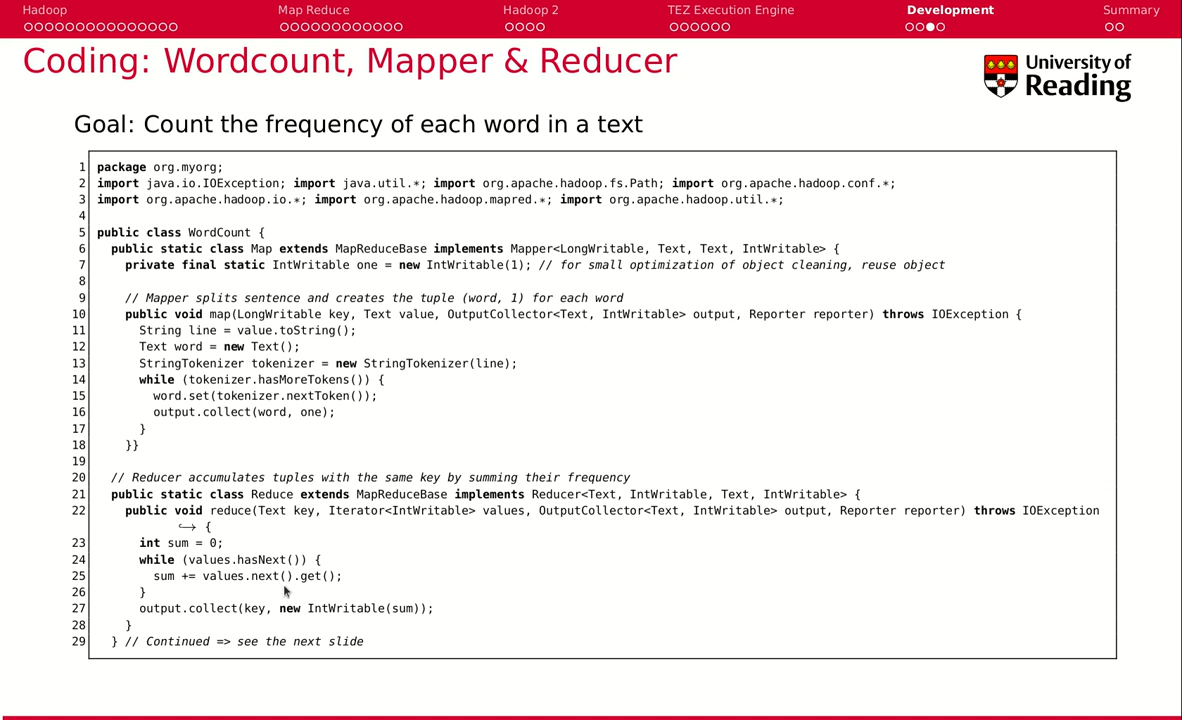 Hadoop Map Reduce Hadoop 2 TEZ Execution Engine Development Summary
Coding: Wordcount, Mapper & Reducer
University of
Reading
Goal: Count the frequency of each word in a text
1 package org.myorg;
2 import java.io.IOException; import java.util.*; import org.apache.hadoop.fs.Path; import org.apache.hadoop.conf.*;
3 import org.apache.hadoop.io.*; import org.apache.hadoop.mapred.*; import org.apache.hadoop.util.*;
4
5 public class WordCount {
6   public static class Map extends MapReduceBase implements Mapper<LongWritable, Text, Text, IntWritable> {
7     private final static IntWritable one = new IntWritable(1); // for small optimization of object cleaning, reuse object
8
9     // Mapper splits sentence and creates the tuple (word, 1) for each word
10     public void map(LongWritable key, Text value, OutputCollector<Text, IntWritable> output, Reporter reporter) throws IOException {
11       String line = value.toString();
12       Text word = new Text();
13       StringTokenizer tokenizer = new StringTokenizer(line);
14       while (tokenizer.hasMoreTokens()) {
15         word.set(tokenizer.nextToken());
16         output.collect(word, one);
17       }
18     }}
19
20   // Reducer accumulates tuples with the same key by summing their frequency
21   public static class Reduce extends MapReduceBase implements Reducer<Text, IntWritable, Text, IntWritable> {
22     public void reduce(Text key, Iterator<IntWritable> values, OutputCollector<Text, IntWritable> output, Reporter reporter) throws IOException
↪ {
23       int sum = 0;
24       while (values.hasNext()) {
25         sum += values.next().get();
26       }
27       output.collect(key, new IntWritable(sum));
28     }
29   } // Continued => see the next slide